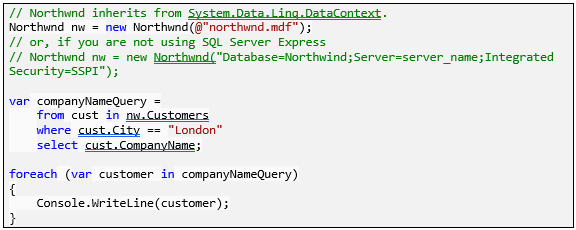 // Northwnd inherits from System.Data.Linq.DataContext.
Northwnd nw = new Northwnd(@"northwnd.mdf");
// or, if you are not using SQL Server Express
// Northwnd nw = new Northwnd("Database=Northwind;Server=server_name;Integrated
Security=SSPI");
var companyNameQuery =
from cust in nw.Customers
where cust.City == "London"
select cust.CompanyName;
foreach (var customer in companyNameQuery)
{
Console.WriteLine(customer);
}